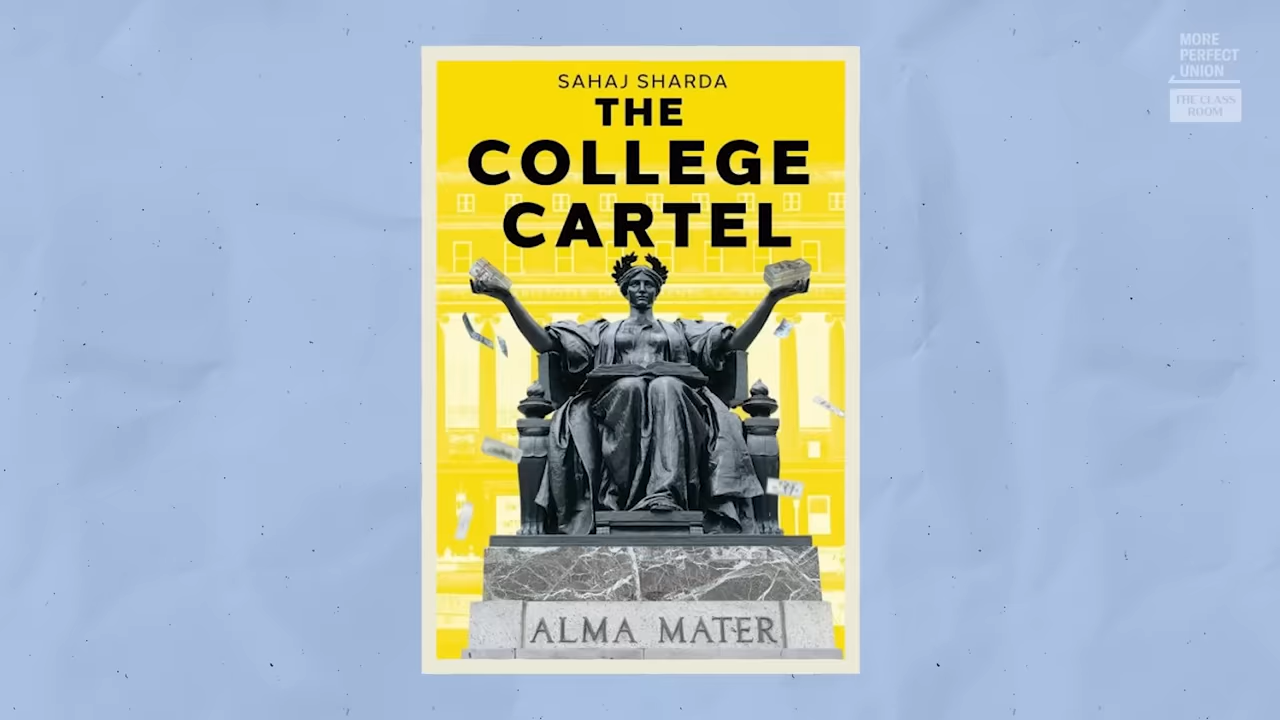 SAHAJ SHARDA
THE
COLLEGE
CARTEL
ALMA MATER
MORE
PERFECT
UNION
THE CLASS
ROOM